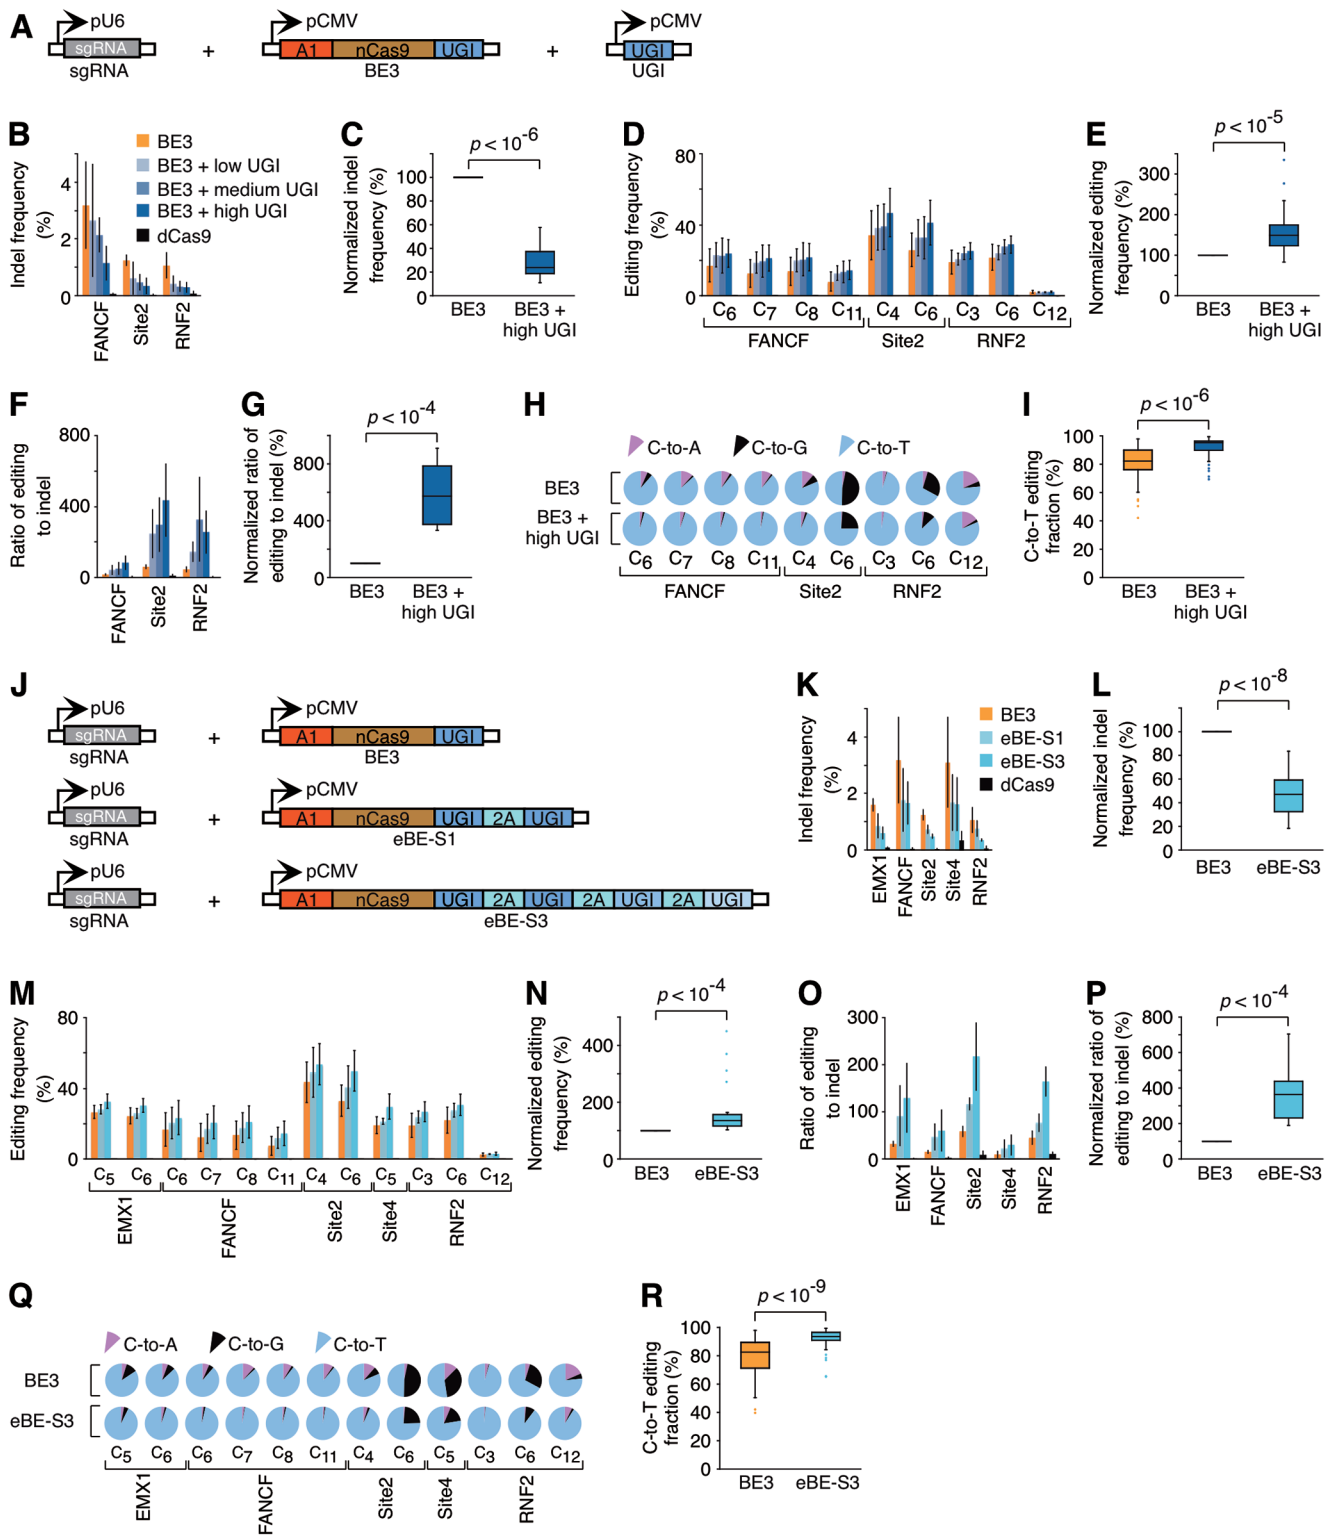 A
pU6
sgRNA
sgRNA
+
pCMV
A1 nCas9 UGI
BE3
+
pCMV
UGI
UGI
B
Indel frequency
(%)
4
2
0
BE3
BE3 + low UGI
BE3 + medium UGI
BE3 + high UGI
dCas9
FANCF
Site2
RNF2
C
Normalized indel
frequency (%)
p < 10-6
100
80
60
40
20
0
BE3
BE3 +
high UGI
D
Editing frequency
(%)
80
40
0
C6 C7 C8 C11 C4 C6 C3 C6 C12
FANCF Site2 RNF2
E
Normalized editing
frequency (%)
p < 10-5
300
200
100
0
BE3
BE3 +
high UGI
F
Ratio of editing
to indel
800
400
0
FANCF
Site2
RNF2
G
Normalized ratio of
editing to indel (%)
p < 10-4
800
400
0
BE3
BE3 +
high UGI
H
C-to-A C-to-G C-to-T
BE3
BE3 +
high UGI
C6 C7 C8 C11 C4 C6 C3 C6 C12
FANCF Site2 RNF2
I
C-to-T editing
fraction (%)
p < 10-6
100
80
60
40
20
0
BE3
BE3 +
high UGI
J
pU6
sgRNA
sgRNA
+
pCMV
A1 nCas9 UGI
BE3
pU6
sgRNA
sgRNA
+
pCMV
A1 nCas9 UGI 2A UGI
eBE-S1
pU6
sgRNA
sgRNA
+
pCMV
A1 nCas9 UGI 2A UGI 2A UGI 2A UGI
eBE-S3
K
Indel frequency
(%)
4
2
0
BE3
eBE-S1
eBE-S3
dCas9
EMX1
FANCF
Site2
Site4
RNF2
L
Normalized indel
frequency (%)
p < 10-8
100
80
60
40
20
0
BE3 eBE-S3
M
Editing frequency
(%)
80
40
0
C5 C6 C6 C7 C8 C11 C4 C6 C5 C3 C6 C12
EMX1
FANCF
Site2
Site4
RNF2
N
Normalized editing
frequency (%)
p < 10-4
400
200
0
BE3 eBE-S3
O
Ratio of editing
to indel
300
200
100
0
EMX1
FANCF
Site2
Site4
RNF2
P
Normalized ratio of
editing to indel (%)
p < 10-4
800
600
400
200
0
BE3 eBE-S3
Q
C-to-A C-to-G C-to-T
BE3
eBE-S3
C5 C6 C6 C7 C8 C11 C4 C6 C5 C3 C6 C12
EMX1
FANCF
Site2
Site4
RNF2
R
C-to-T editing
fraction (%)
p < 10-9
100
80
60
40
20
0
BE3 eBE-S3